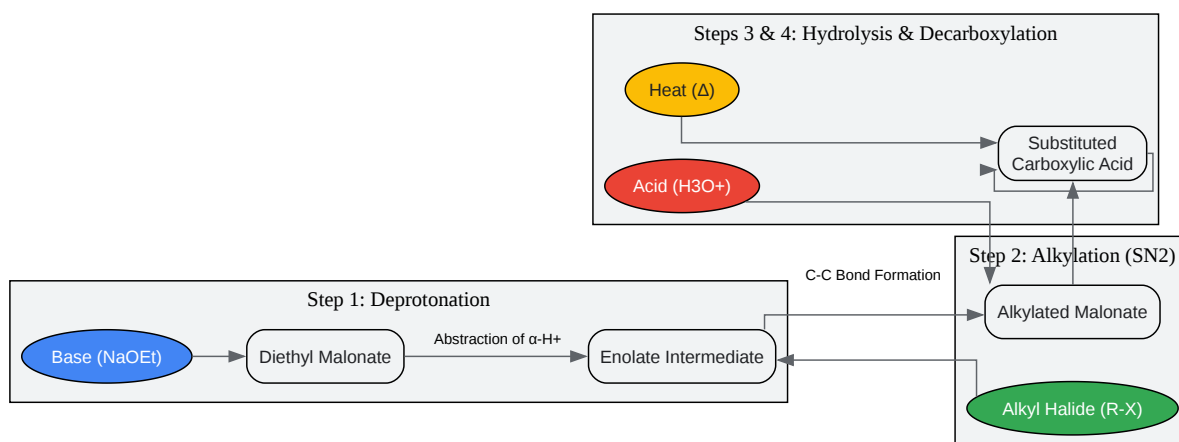 Steps 3 & 4: Hydrolysis & Decarboxylation
Heat (Δ)
Substituted
Carboxylic Acid
Acid (H3O+)
Step 2: Alkylation (SN2)
C-C Bond Formation
Step 1: Deprotonation
Alkylated Malonate
Abstraction of α-H+
Base (NaOEt)
Diethyl Malonate
Enolate Intermediate
Alkyl Halide (R-X)